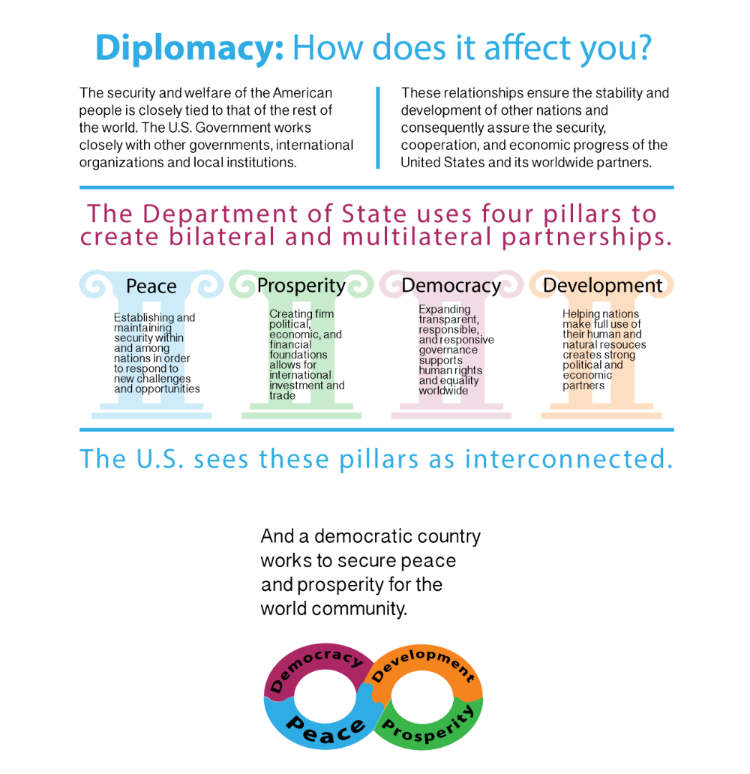 Diplomacy: How does it affect you?
The security and welfare of the American
people is closely tied to that of the rest of
the world. The U.S. Government works
closely with other governments, international
organizations and local institutions.
These relationships ensure the stability and
development of other nations and
consequently assure the security,
cooperation, and economic progress of the
United States and its worldwide partners.
The Department of State uses four pillars to
create bilateral and multilateral partnerships.
Peace
Establishing and
maintaining
security within
and among
nations in order
to respond to
new challenges
and opportunities
Prosperity
Creating firm
political,
economic, and
financial
foundations
allows for
international
investment and
trade
Democracy
Expanding
transparent,
responsible,
and responsive
governance
supports
human rights
and equality
worldwide
Development
Helping nations
make full use of
their human and
natural resouces
creates strong
political and
economic
partners
The U.S. sees these pillars as interconnected.
And a democratic country
works to secure peace
and prosperity for the
world community.
Democracy
Development
Peace
Prosperity